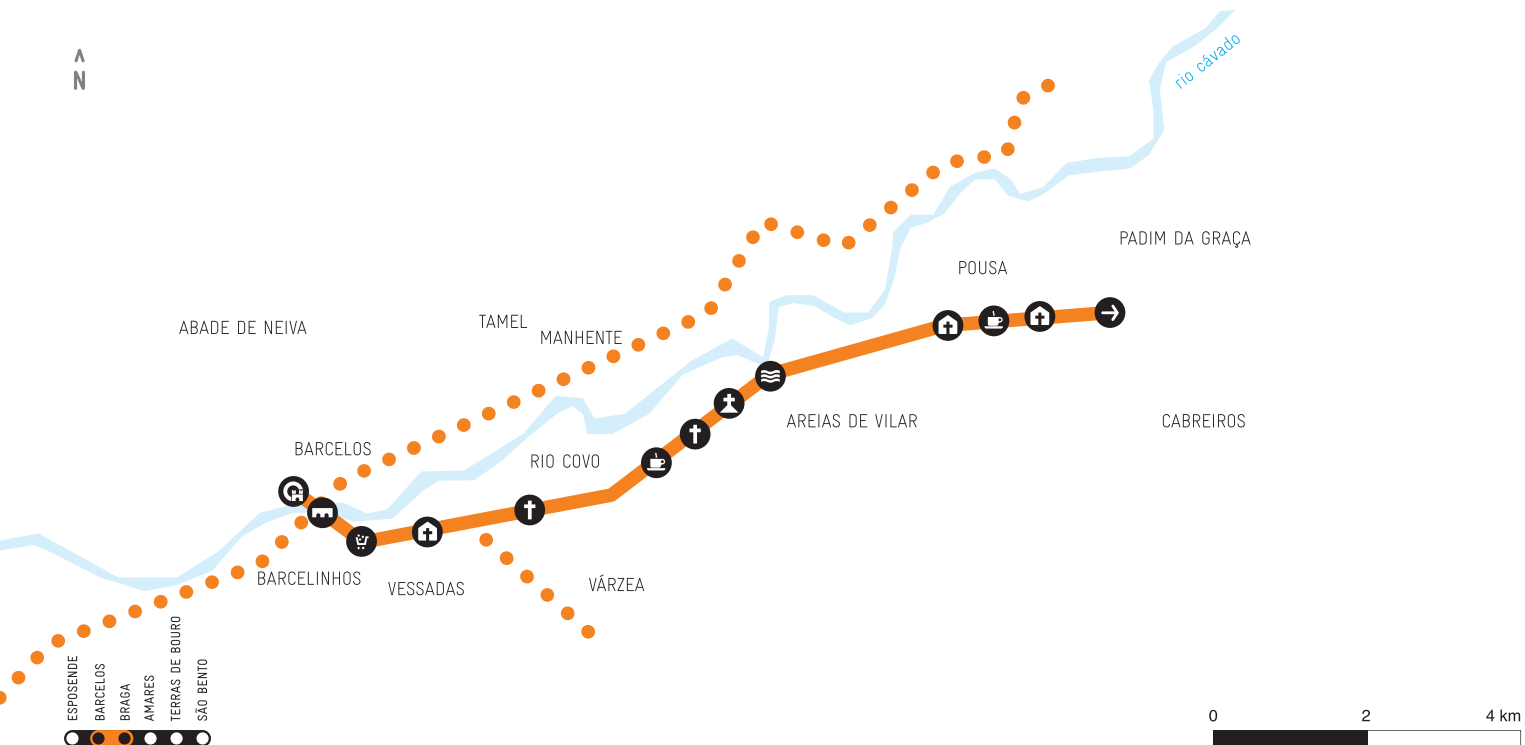 N
rio cávado
PADIM DA GRAÇA
POUSA
ABADE DE NEIVA
TAMEL
MANHENTE
AREIAS DE VILAR
CABREIROS
BARCELOS
RIO COVO
BARCELINHOS
VESSADAS
VÁRZEA
ESPOSENDE
BARCELOS
BRAGA
AMARES
TERRAS DE BOURO
SÃO BENTO
0 2 4 km